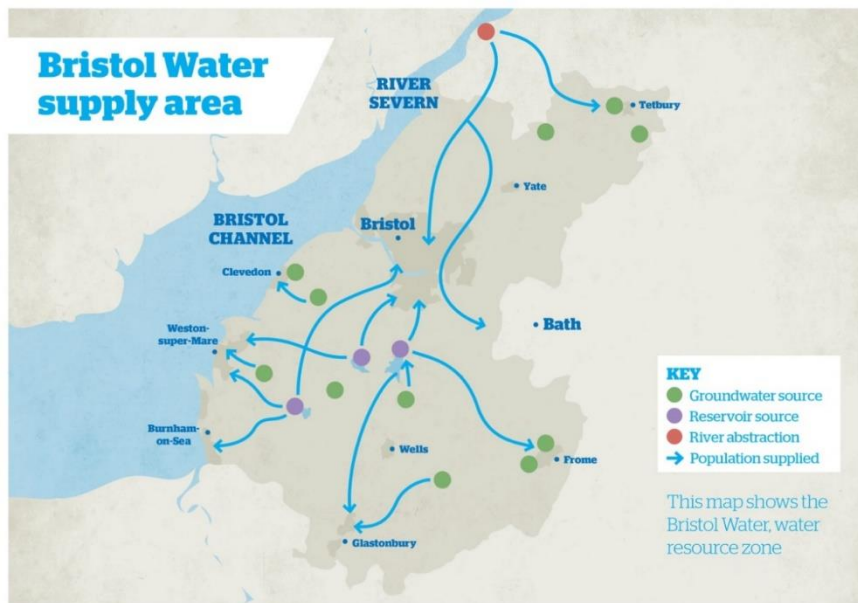 Bristol Water
supply area
RIVER
SEVERN
Tetbury
Yate
BRISTOL
CHANNEL
Bristol
Clevedon
Weston-
super-Mare
Bath
Burnham-
on-Sea
Wells
Frome
Glastonbury
KEY
Groundwater source
Reservoir source
River abstraction
Population supplied
This map shows the
Bristol Water, water
resource zone